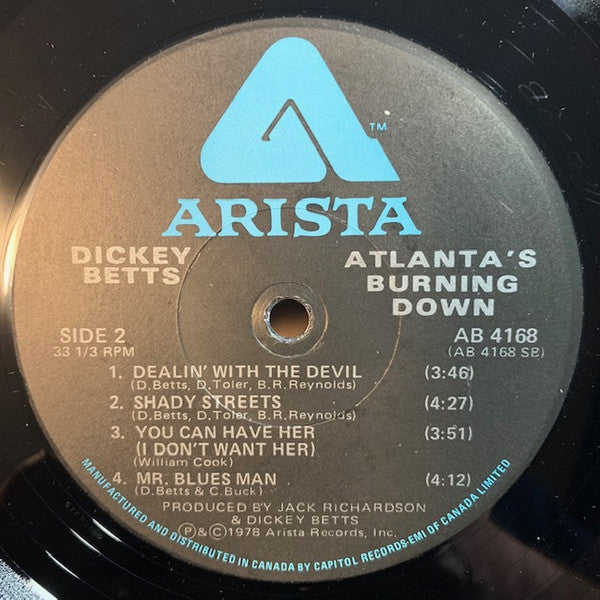 TM
ARISTA
DICKEY
BETTS
ATLANTA'S
BURNING
DOWN
SIDE 2
33 1/3 RPM
AB 4168
(AB 4168 SB)
1. DEALIN' WITH THE DEVIL (3:46)
(D.Betts, D.Toler, B.R.Reynolds)
2. SHADY STREETS (4:27)
(D.Betts, D.Toler, B.R.Reynolds)
3. YOU CAN HAVE HER (3:51)
(I DON'T WANT HER)
(William Cook)
4. MR. BLUES MAN (4:12)
(D.Betts & C.Buck)
PRODUCED BY JACK RICHARDSON
& DICKEY BETTS
℗&©1978 Arista Records, Inc.
MANUFACTURED AND DISTRIBUTED IN CANADA BY CAPITOL RECORDS-EMI OF CANADA LIMITED